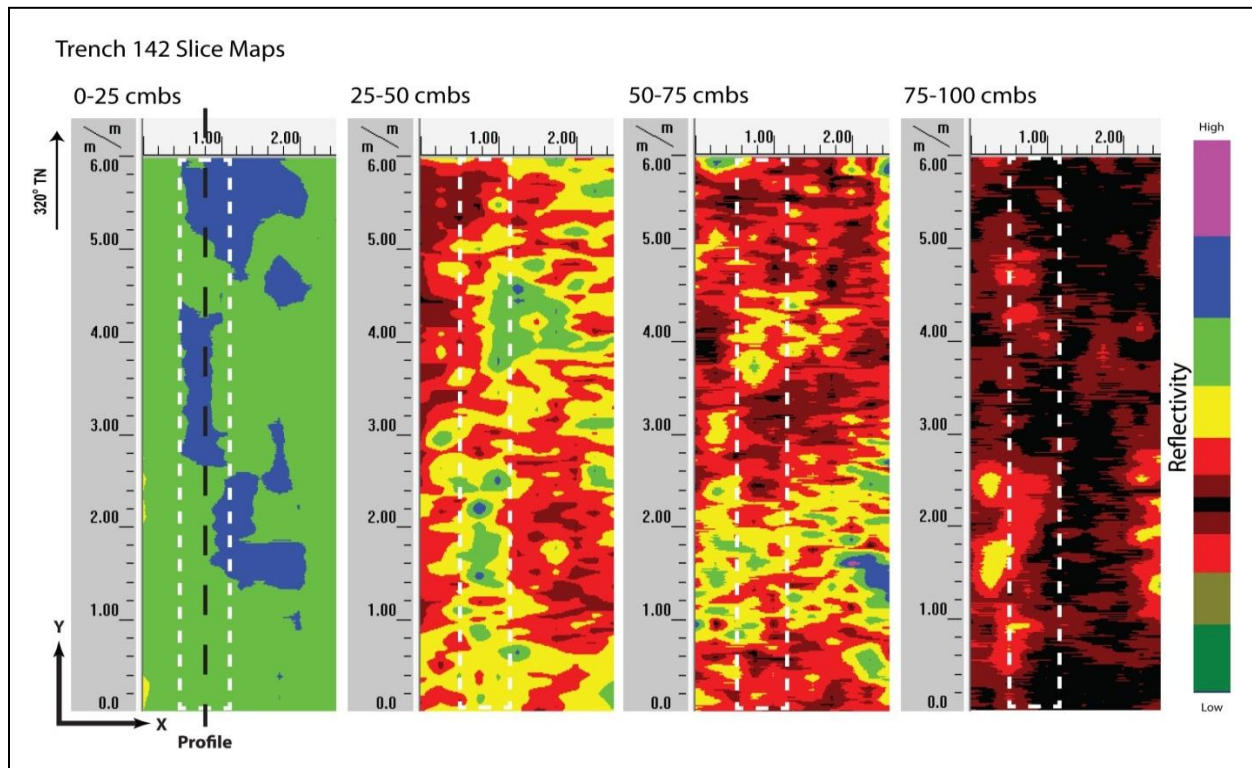 Trench 142 Slice Maps
0-25 cmbs
25-50 cmbs
50-75 cmbs
75-100 cmbs
320° TN
m
m
1.00
2.00
6.00
5.00
4.00
3.00
2.00
1.00
0.0
m
m
1.00
2.00
6.00
5.00
4.00
3.00
2.00
1.00
0.0
m
m
1.00
2.00
6.00
5.00
4.00
3.00
2.00
1.00
0.0
m
m
1.00
2.00
6.00
5.00
4.00
3.00
2.00
1.00
0.0
High
Reflectivity
Low
Y
X
Profile